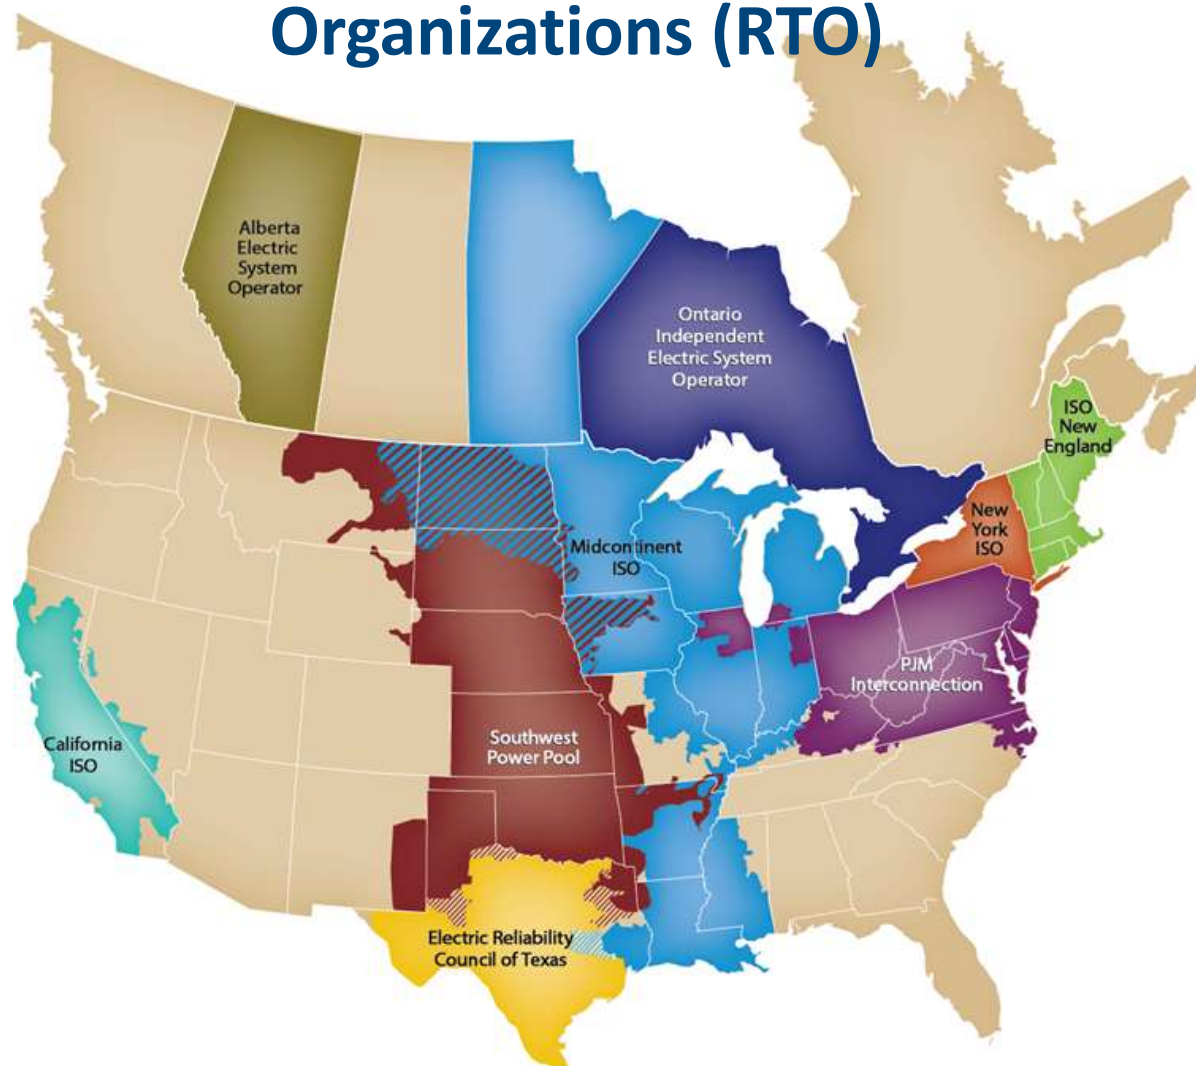 Organizations (RTO)
Alberta
Electric
System
Operator
Ontario
Independent
Electric System
Operator
ISO
New
England
New
York
ISO
Midcontinent
ISO
PJM
Interconnection
California
ISO
Southwest
Power Pool
Electric Reliability
Council of Texas